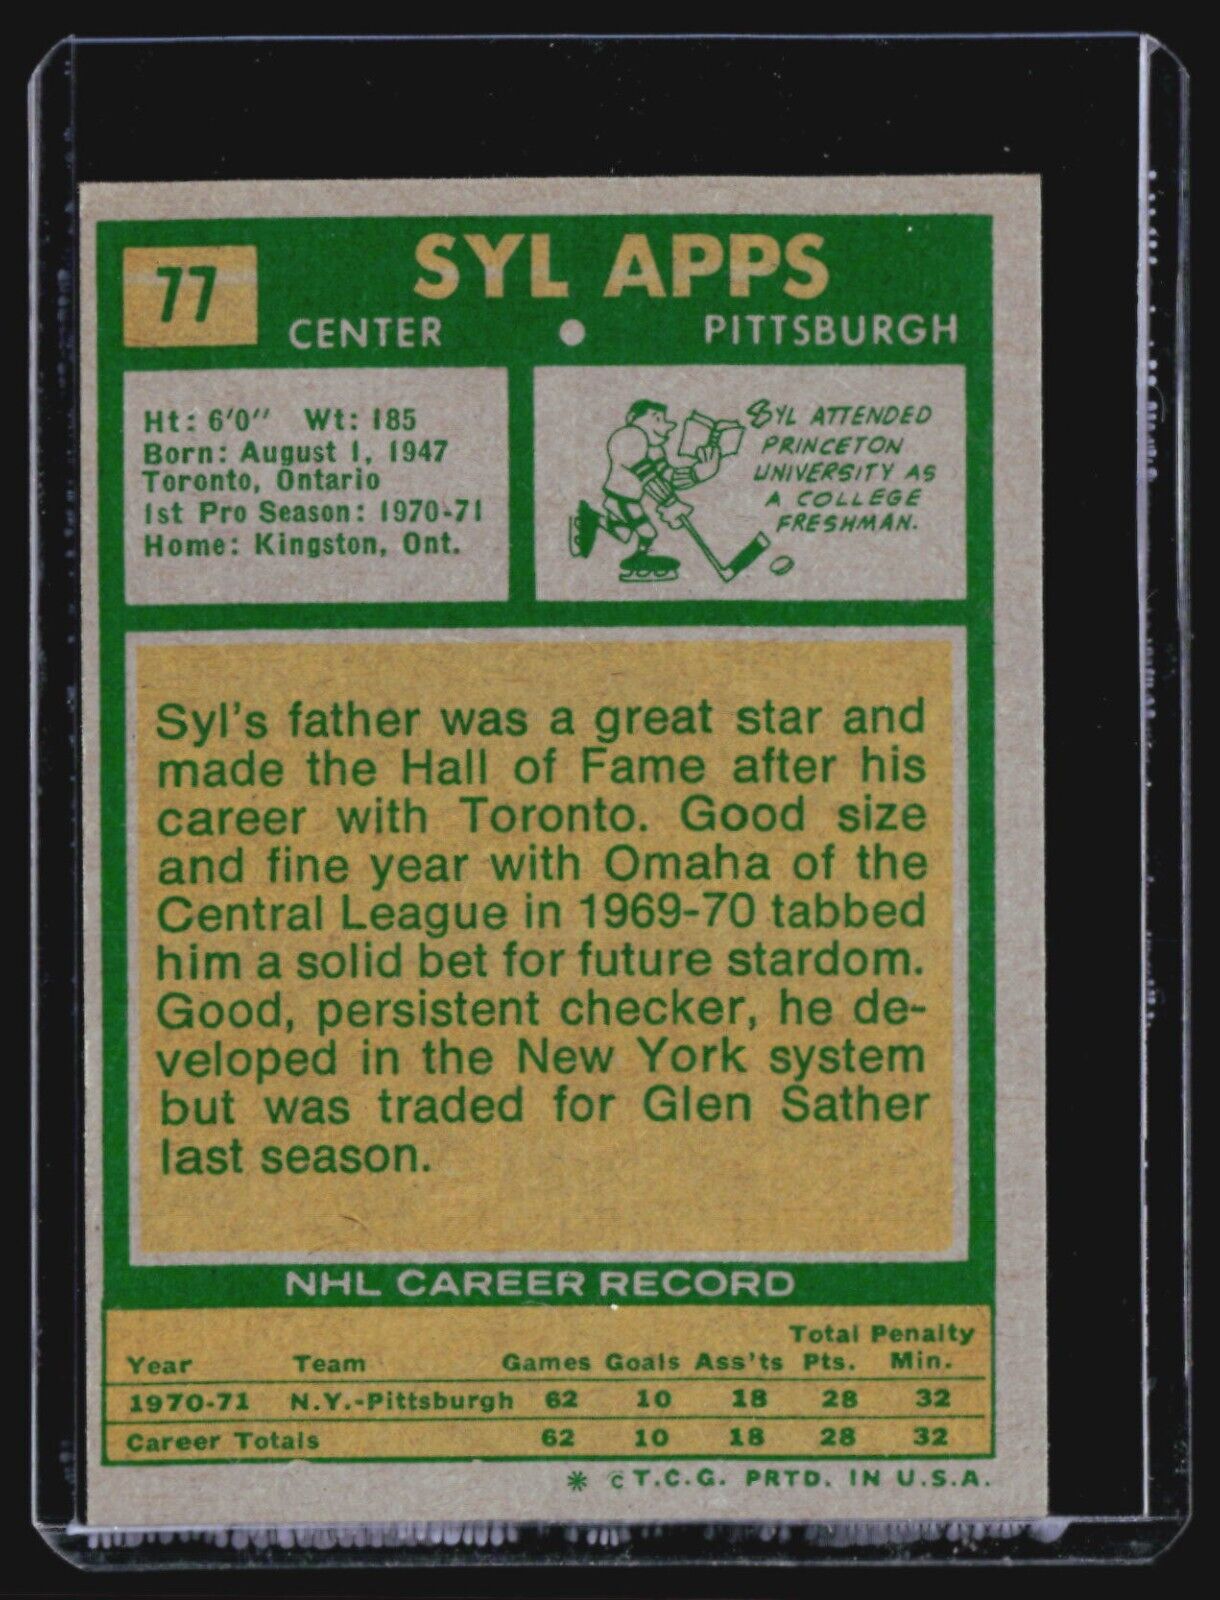 77
SYL APPS
CENTER • PITTSBURGH
Ht: 6'0" Wt: 185
Born: August 1, 1947
Toronto, Ontario
1st Pro Season: 1970-71
Home: Kingston, Ont.
SYL ATTENDED
PRINCETON
UNIVERSITY AS
A COLLEGE
FRESHMAN.
Syl's father was a great star and
made the Hall of Fame after his
career with Toronto. Good size
and fine year with Omaha of the
Central League in 1969-70 tabbed
him a solid bet for future stardom.
Good, persistent checker, he de-
veloped in the New York system
but was traded for Glen Sather
last season.
NHL CAREER RECORD
Total Penalty
Year Team Games Goals Ass'ts Pts. Min.
1970-71 N.Y.-Pittsburgh 62 10 18 28 32
Career Totals 62 10 18 28 32
* © T.C.G. PRTD. IN U.S.A.